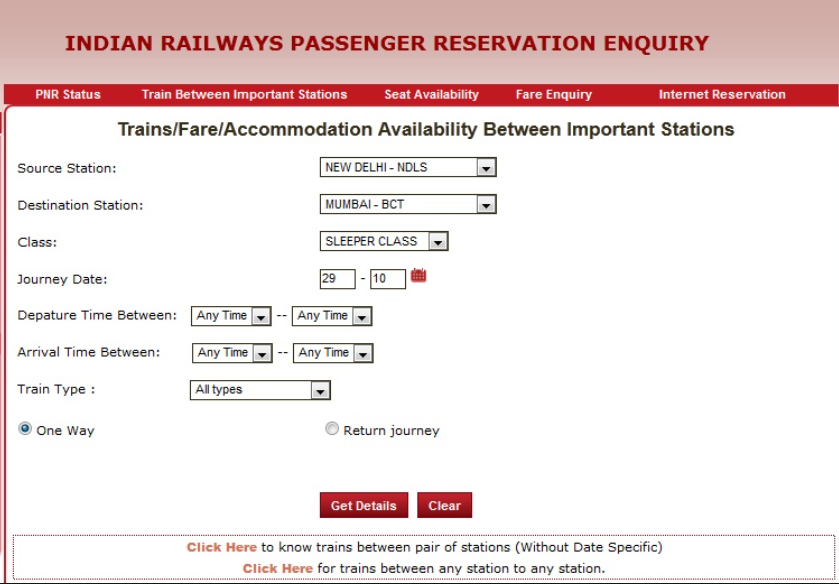 INDIAN RAILWAYS PASSENGER RESERVATION ENQUIRY
PNR Status Train Between Important Stations Seat Availability Fare Enquiry Internet Reservation
Trains/Fare/Accommodation Availability Between Important Stations
Source Station: NEW DELHI - NDLS
Destination Station: MUMBAI - BCT
Class: SLEEPER CLASS
Journey Date: 29 - 10
Depature Time Between: Any Time -- Any Time
Arrival Time Between: Any Time -- Any Time
Train Type : All types
One Way Return journey
Get Details Clear
Click Here to know trains between pair of stations (Without Date Specific)
Click Here for trains between any station to any station.